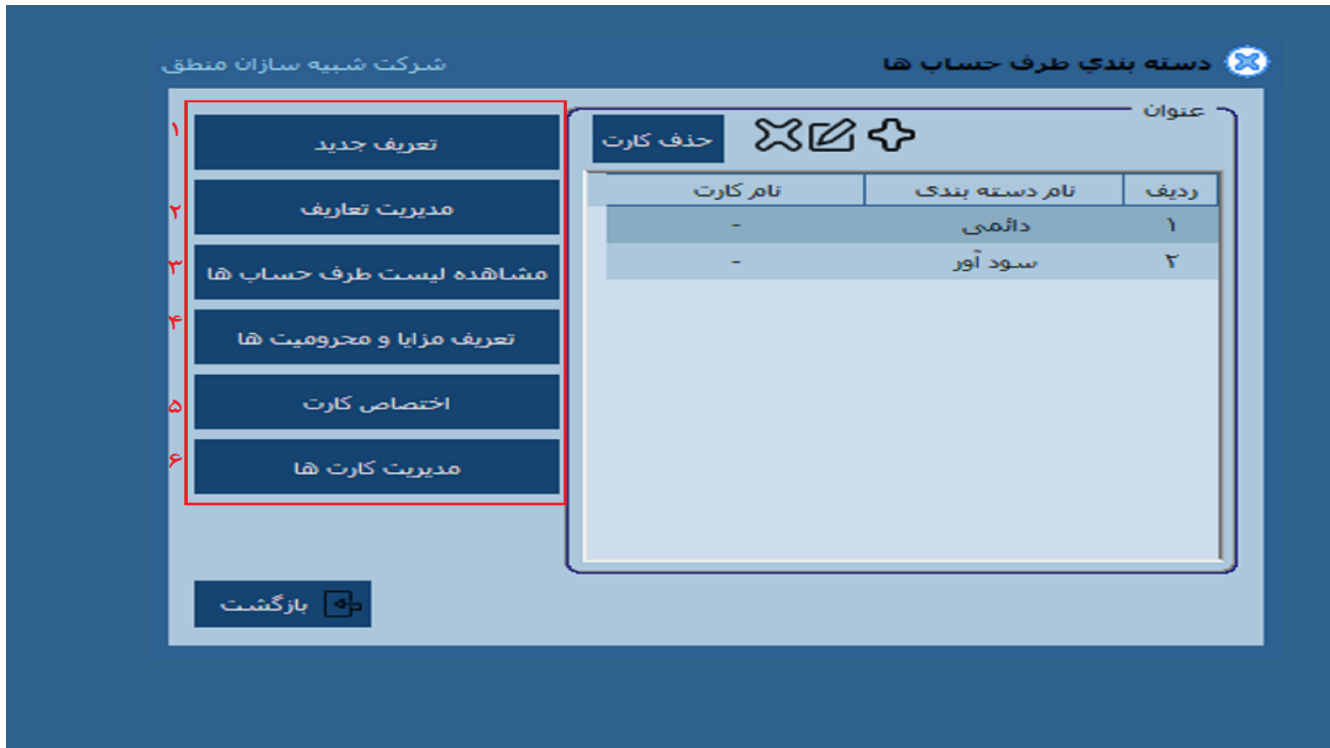 دسته بندي طرف حساب ها
شرکت شبیه سازان منطق
عنوان
حذف کارت
ردیف نام دسته بندی نام کارت
۱ دائمی -
۲ سود آور -
۱ تعریف جدید
۲ مدیریت تعاریف
۳ مشاهده لیست طرف حساب ها
۴ تعریف مزایا و محرومیت ها
۵ اختصاص کارت
۶ مدیریت کارت ها
بازگشت